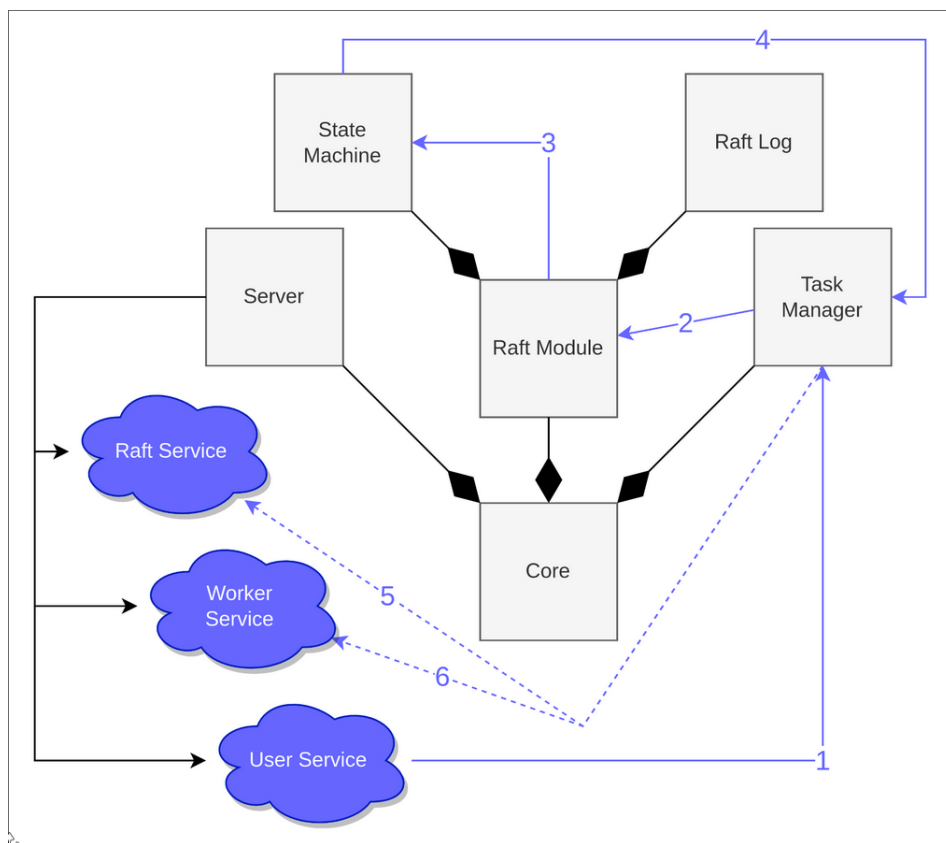 4
State
Machine
3
Raft Log
Server
Task
Manager
2
Raft Module
Raft Service
Core
5
Worker
Service
6
User Service
1